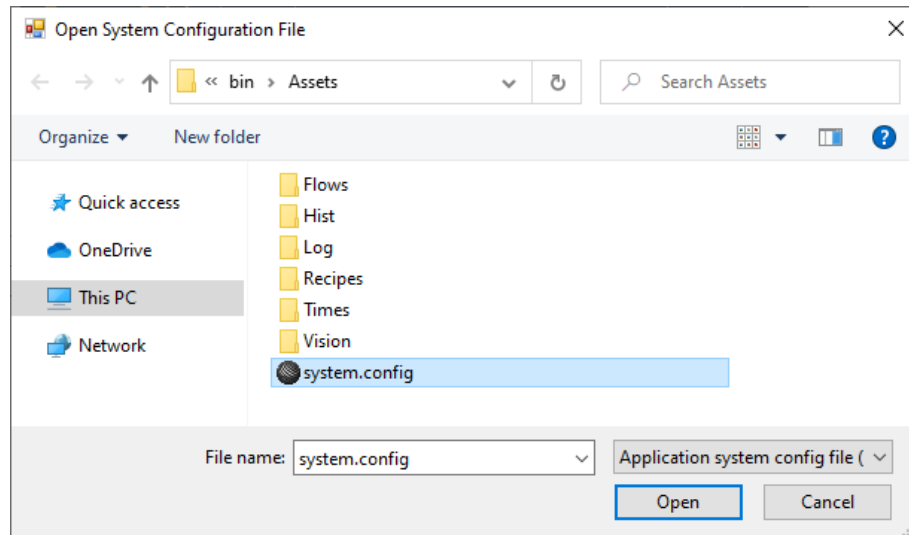 Open System Configuration File
« bin > Assets
Search Assets
Organize
New folder
Quick access
OneDrive
This PC
Network
Flows
Hist
Log
Recipes
Times
Vision
system.config
File name:
system.config
Application system config file (
Open
Cancel